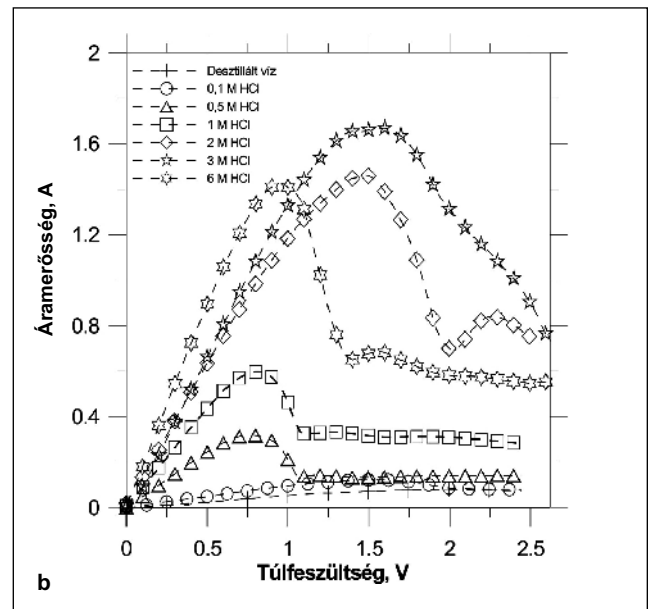 2
1.6
1.2
0.8
0.4
0
Áramerősség, A
Desztillált víz
0,1 M HCl
0,5 M HCl
1 M HCl
2 M HCl
3 M HCl
6 M HCl
0 0.5 1 1.5 2 2.5
Túlfeszültség, V
b